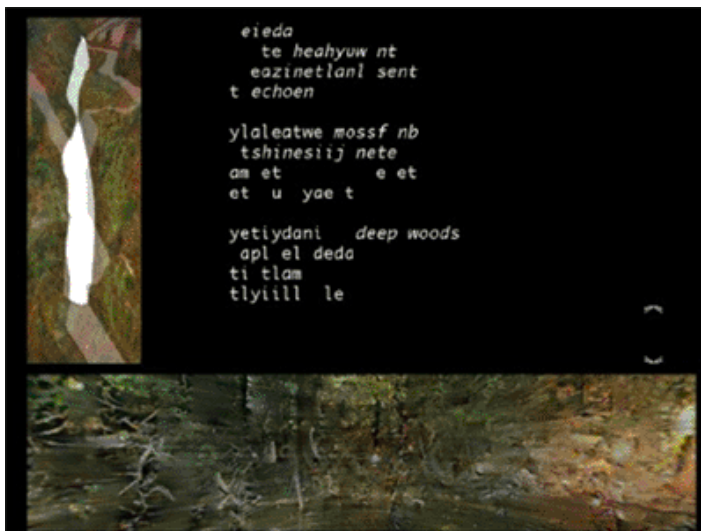 eieda
te heahyuw nt
eazinetlanl sent
t echoen
ylaleatwe mossf nb
tshinesiij nete
am et e et
et u yae t
yetiydani deep woods
apl el deda
ti tlam
tlyiill le